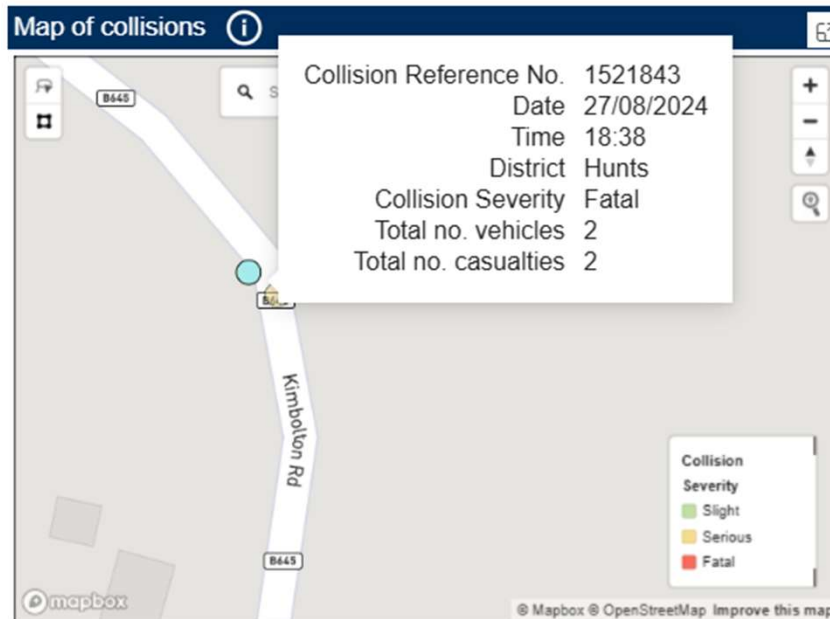 Map of collisions
B645
S
Collision Reference No. 1521843
Date 27/08/2024
Time 18:38
District Hunts
Collision Severity Fatal
Total no. vehicles 2
Total no. casualties 2
Kimbolton Rd
B645
Collision
Severity
Slight
Serious
Fatal
mapbox
© Mapbox © OpenStreetMap Improve this map